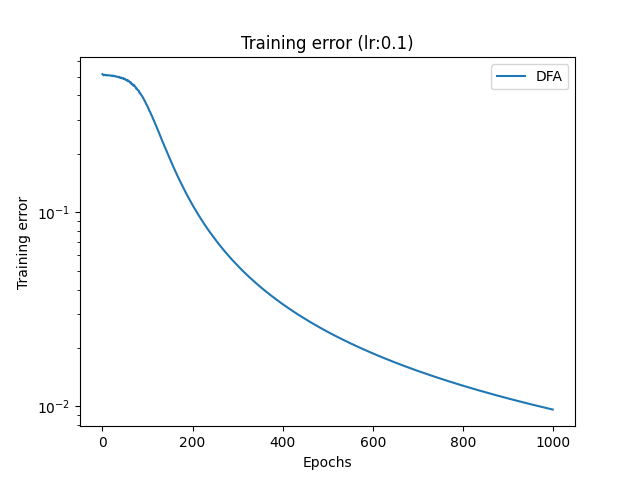 Training error (lr:0.1)
DFA
Training error
10⁻¹
10⁻²
0 200 400 600 800 1000
Epochs